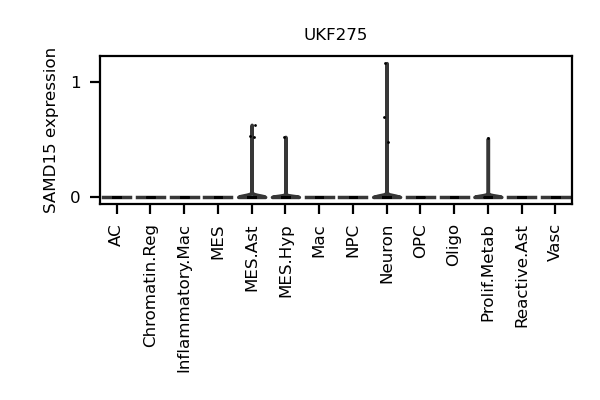 UKF275
SAMD15 expression
1
0
AC
Chromatin.Reg
Inflammatory.Mac
MES
MES.Ast
MES.Hyp
Mac
NPC
Neuron
OPC
Oligo
Prolif.Metab
Reactive.Ast
Vasc